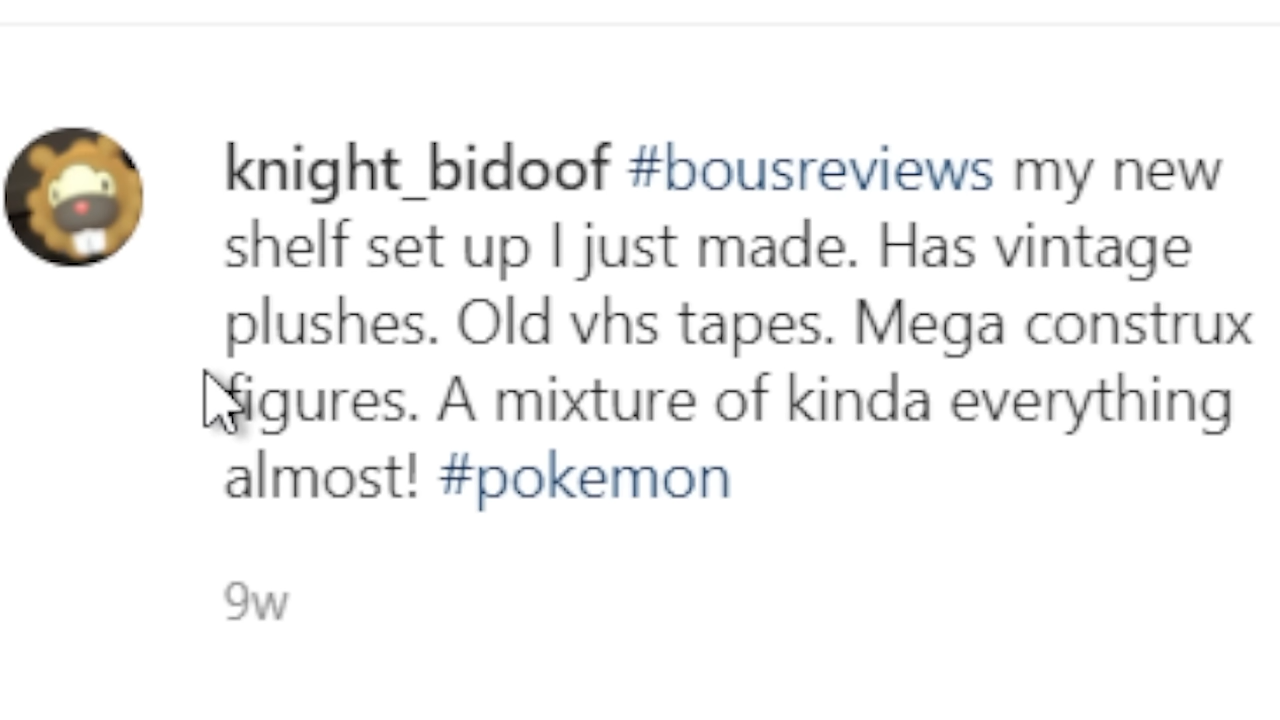 knight_bidoof #bousreviews my new
shelf set up I just made. Has vintage
plushes. Old vhs tapes. Mega construx
figures. A mixture of kinda everything
almost! #pokemon
9w